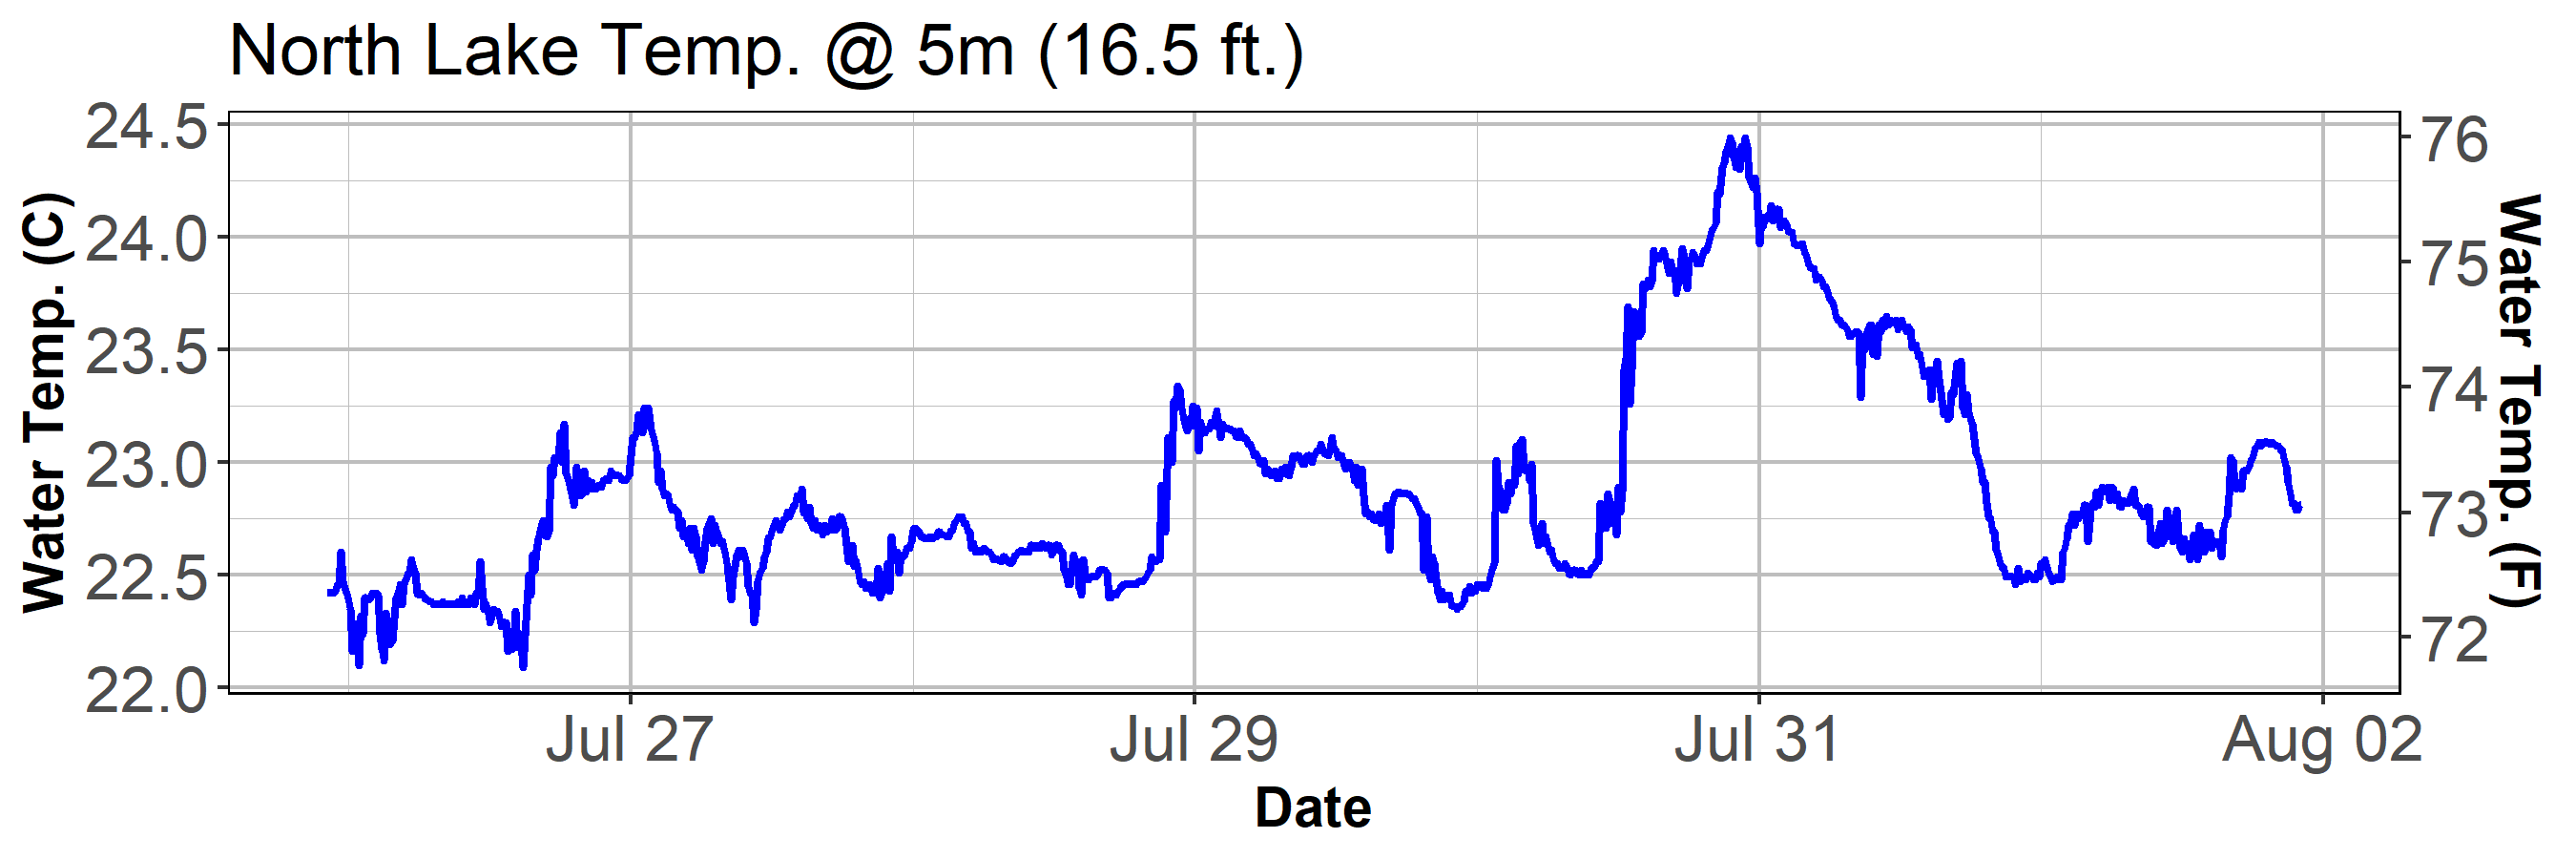 North Lake Temp. @ 5m (16.5 ft.)
Water Temp. (C)
24.5
24.0
23.5
23.0
22.5
22.0
76
75
74
73
72
Water Temp. (F)
Jul 27
Jul 29
Jul 31
Aug 02
Date